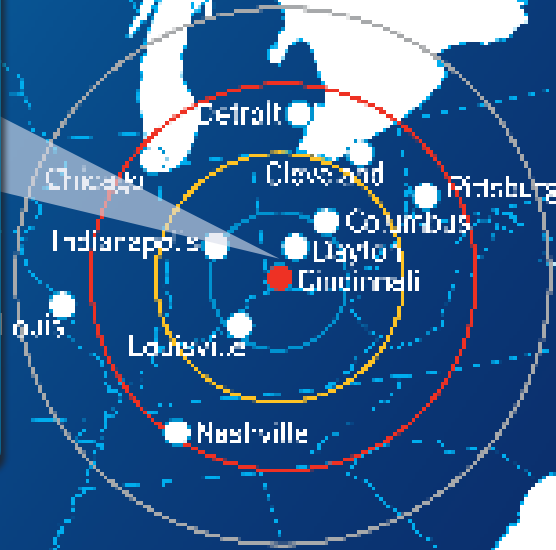 Detroit
Chicago
Cleveland
Pittsburg
Columbus
Indianapolis
Dayton
Cincinnati
ouis
Louisville
Nashville